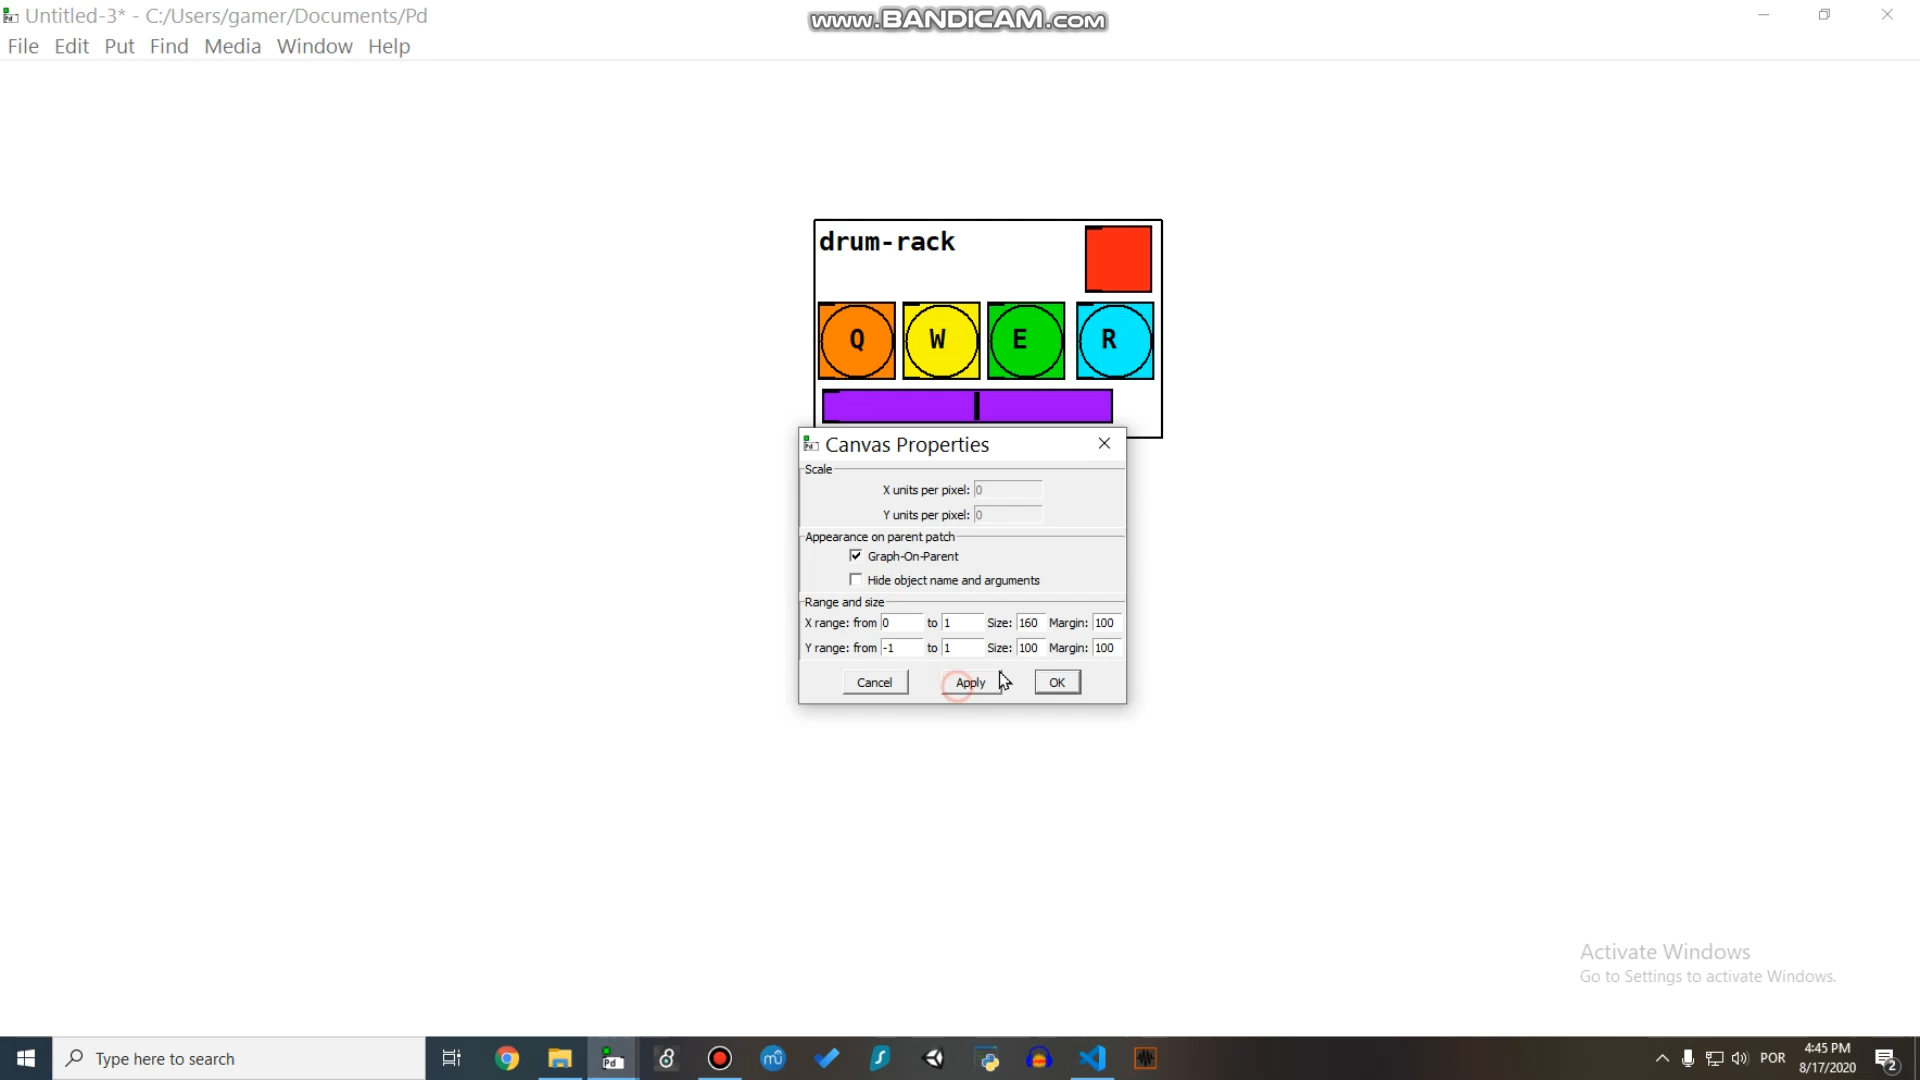 Untitled-3* - C:/Users/gamer/Documents/Pd
www.BANDICAM.com
File Edit Put Find Media Window Help
drum-rack
Q W E R
Canvas Properties
Scale
X units per pixel: 0
Y units per pixel: 0
Appearance on parent patch
Graph-On-Parent
Hide object name and arguments
Range and size
X range: from 0 to 1 Size: 160 Margin: 100
Y range: from -1 to 1 Size: 100 Margin: 100
Cancel Apply OK
Activate Windows
Go to Settings to activate Windows.
Type here to search
mü
POR
4:45 PM
8/17/2020
2